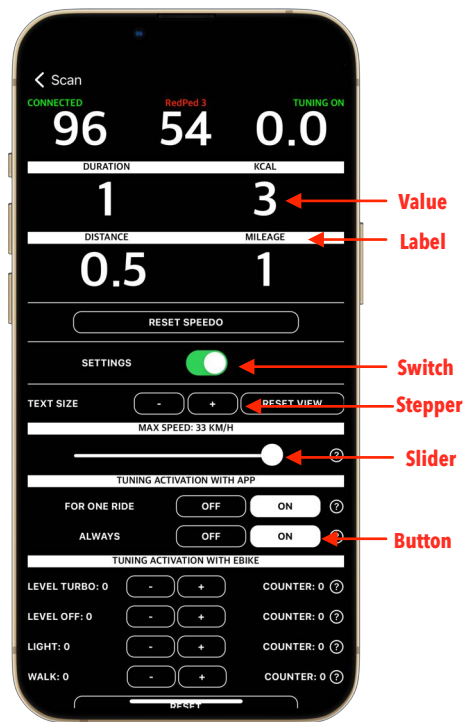 Scan
CONNECTED RedPed 3 TUNING ON
96 54 0.0
DURATION KCAL
1 3
Value
DISTANCE MILEAGE
Label
0.5 1
RESET SPEEDO
SETTINGS
Switch
TEXT SIZE - + RESET VIEW
Stepper
MAX SPEED: 33 KM/H
? Slider
TUNING ACTIVATION WITH APP
FOR ONE RIDE OFF ON ?
ALWAYS OFF ON ?
Button
TUNING ACTIVATION WITH EBIKE
LEVEL TURBO: 0 - + COUNTER: 0 ?
LEVEL OFF: 0 - + COUNTER: 0 ?
LIGHT: 0 - + COUNTER: 0 ?
WALK: 0 - + COUNTER: 0 ?
RESET